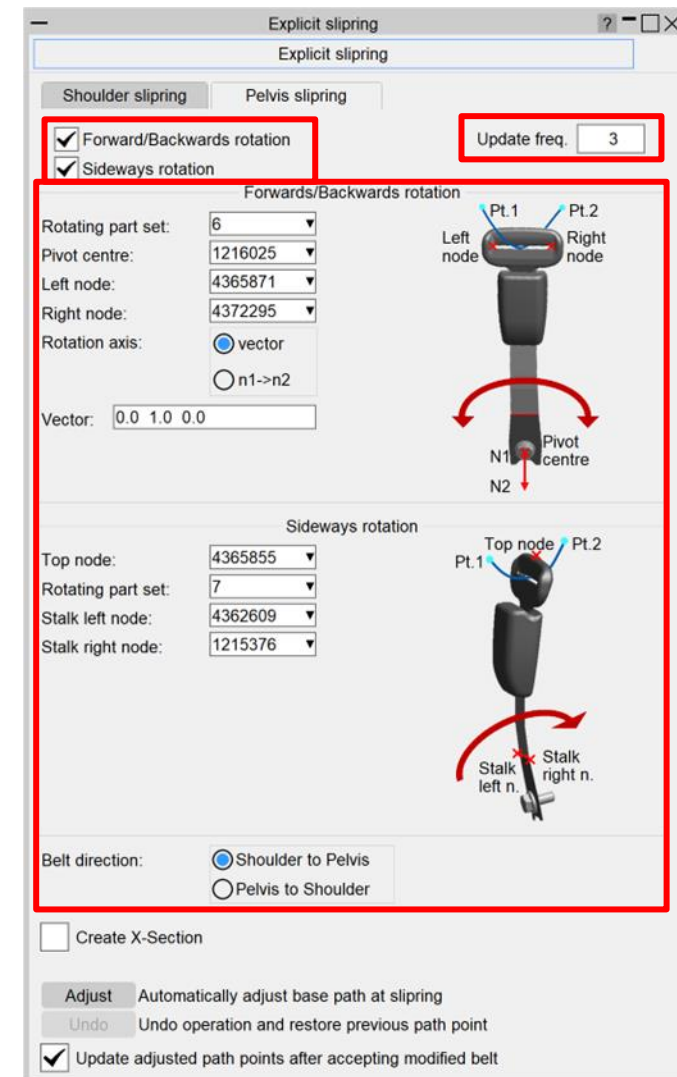 Explicit slipring ?
Explicit slipring
Shoulder slipring Pelvis slipring
Forward/Backwards rotation Update freq. 3
Sideways rotation
Forwards/Backwards rotation
Rotating part set: 6
Pivot centre: 1216025
Left node: 4365871
Right node: 4372295
Rotation axis: vector
n1->n2
Vector: 0.0 1.0 0.0
Pt.1 Pt.2
Left node
Right node
N1 Pivot centre
N2
Sideways rotation
Top node: 4365855
Rotating part set: 7
Stalk left node: 4362609
Stalk right node: 1215376
Top node Pt.2
Pt.1
Stalk left n.
Stalk right n.
Belt direction: Shoulder to Pelvis
Pelvis to Shoulder
Create X-Section
Adjust Automatically adjust base path at slipring
Undo Undo operation and restore previous path point
Update adjusted path points after accepting modified belt